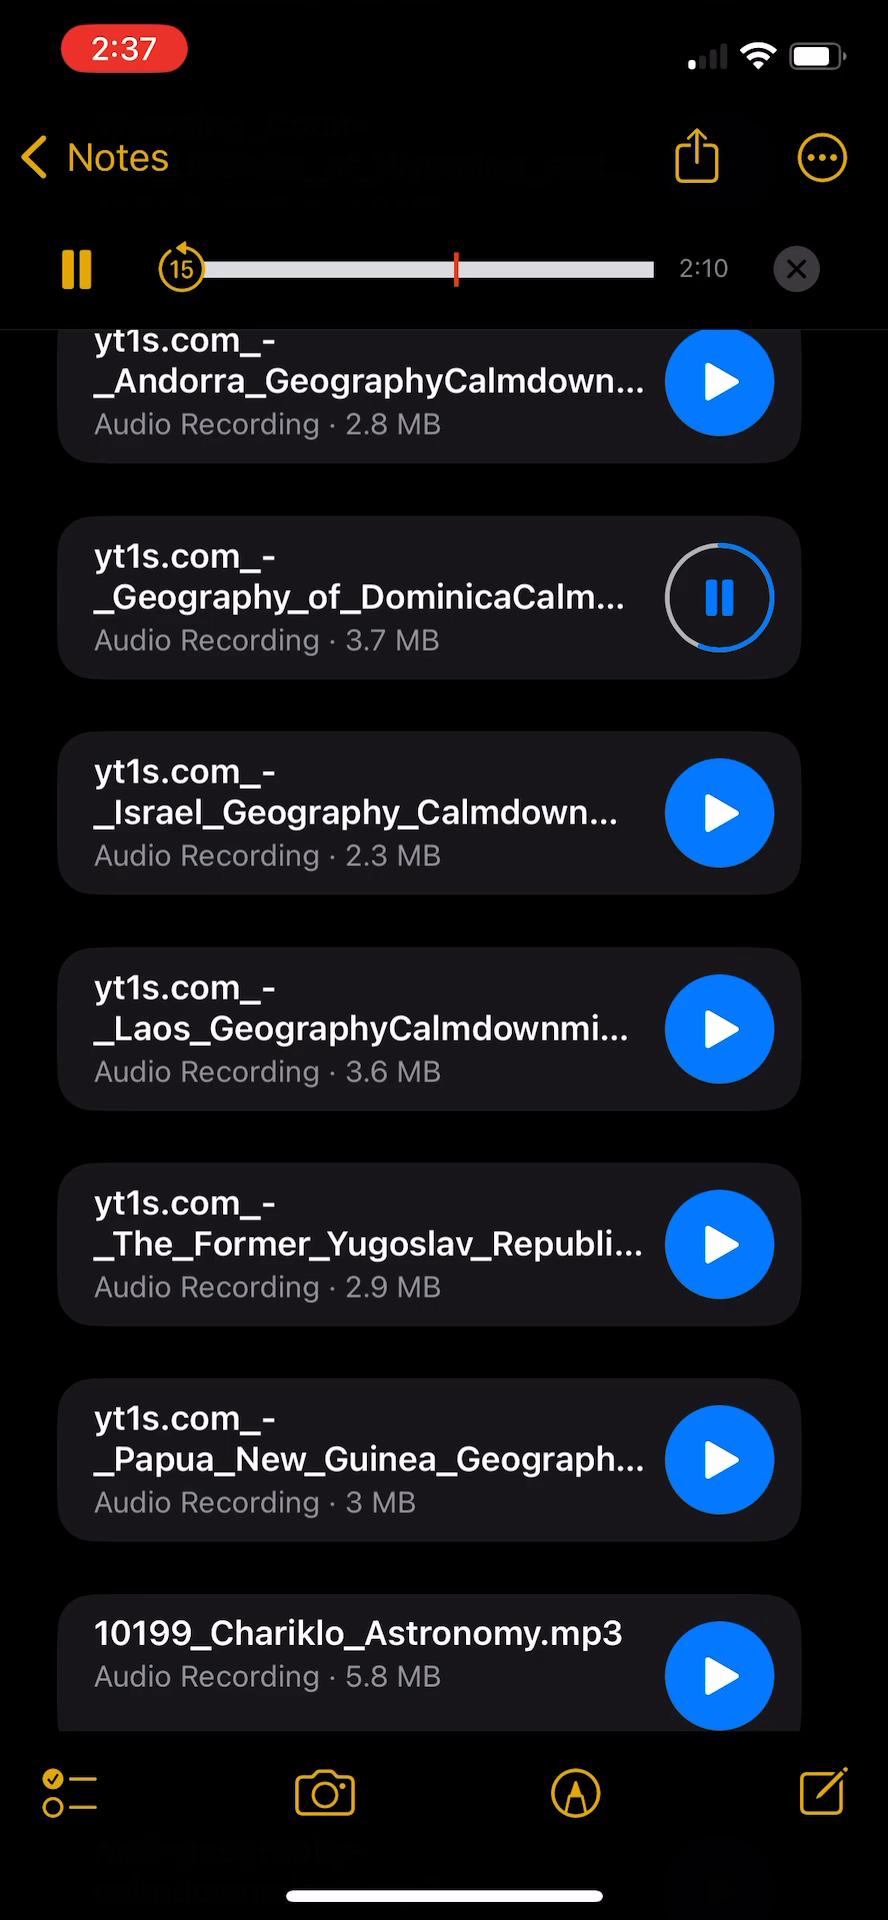 2:37
Notes
15
2:10
yt1s.com_-
_Andorra_GeographyCalmdown...
Audio Recording · 2.8 MB
yt1s.com_-
_Geography_of_DominicaCalm...
Audio Recording · 3.7 MB
yt1s.com_-
_Israel_Geography_Calmdown...
Audio Recording · 2.3 MB
yt1s.com_-
_Laos_GeographyCalmdownmi...
Audio Recording · 3.6 MB
yt1s.com_-
_The_Former_Yugoslav_Republi...
Audio Recording · 2.9 MB
yt1s.com_-
_Papua_New_Guinea_Geograph...
Audio Recording · 3 MB
10199_Chariklo_Astronomy.mp3
Audio Recording · 5.8 MB